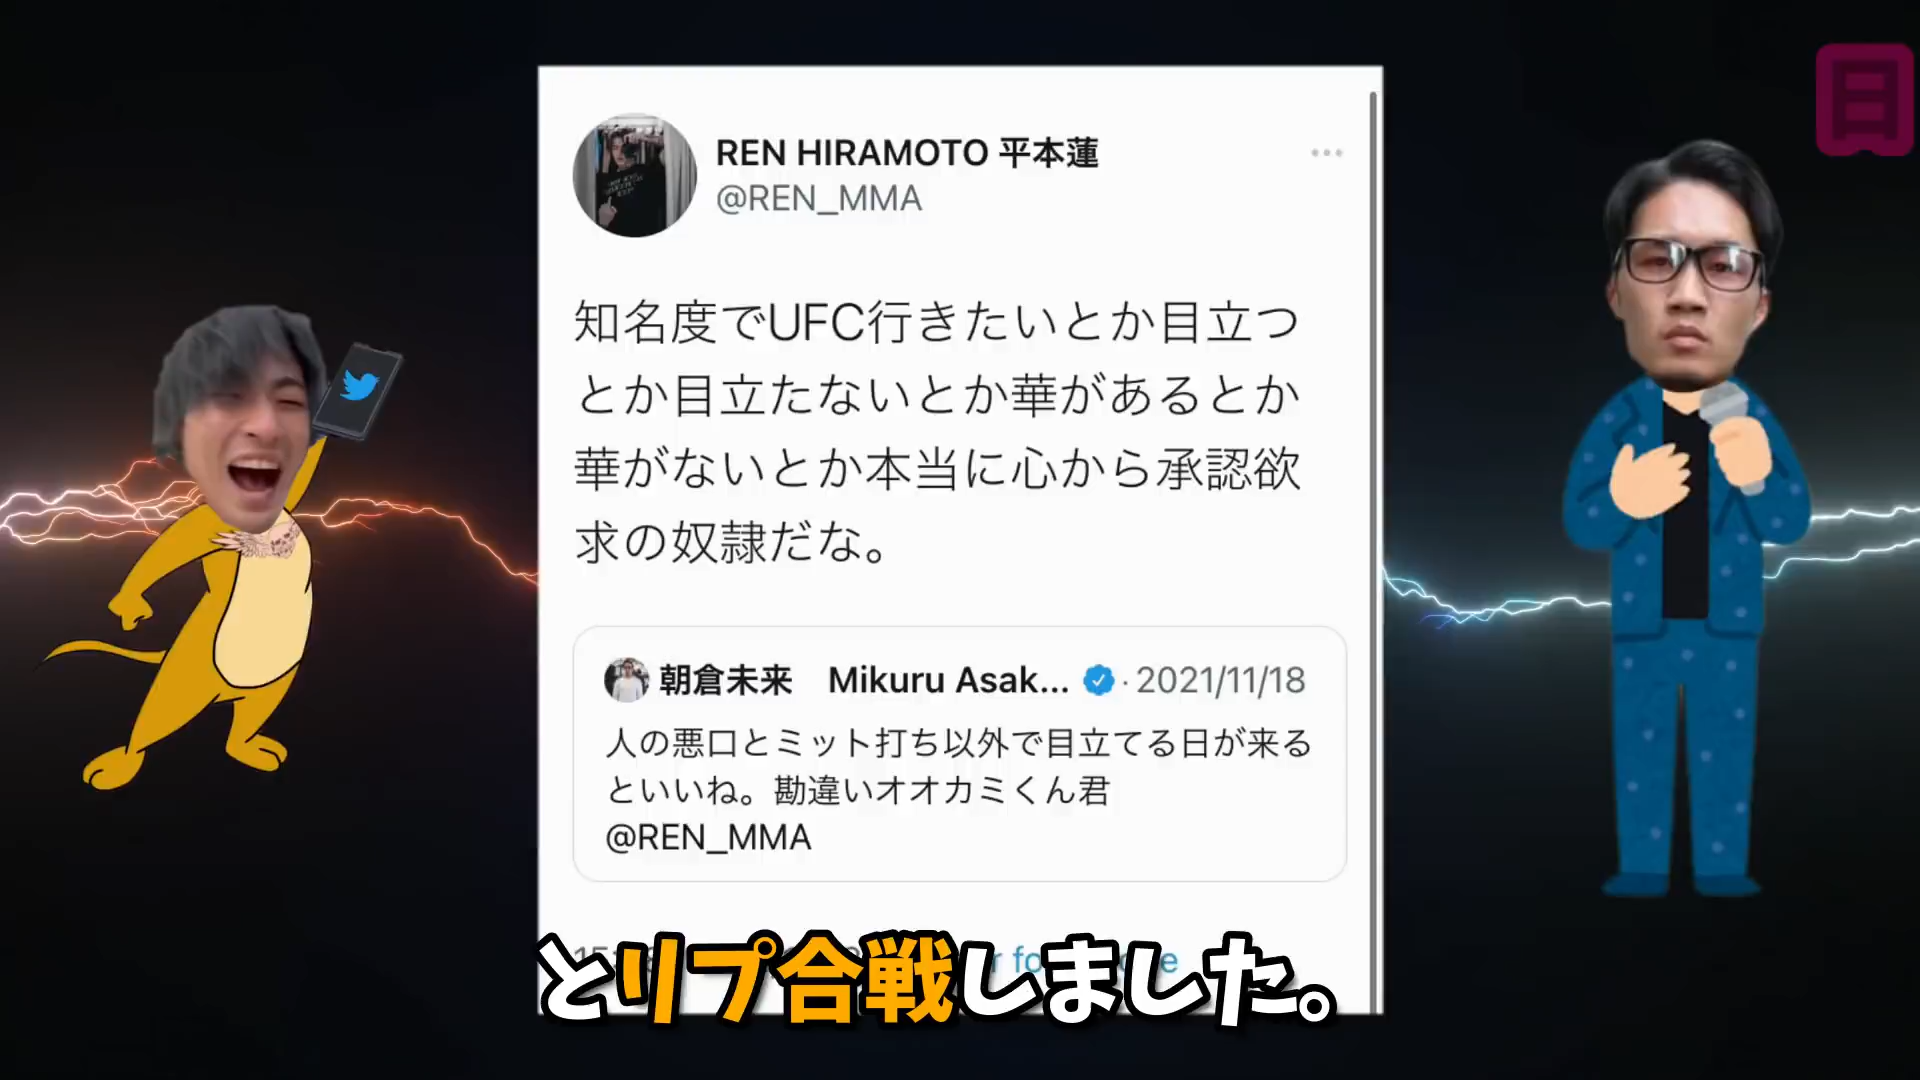 日
REN HIRAMOTO 平本蓮
@REN_MMA
知名度でUFC行きたいとか目立つ
とか目立たないとか華があるとか
華がないとか本当に心から承認欲
求の奴隷だな。
朝倉未来 Mikuru Asak... · 2021/11/18
人の悪口とミット打ち以外で目立てる日が来る
といいね。勘違いオオカミくん君
@REN_MMA
とリプ合戦しました。